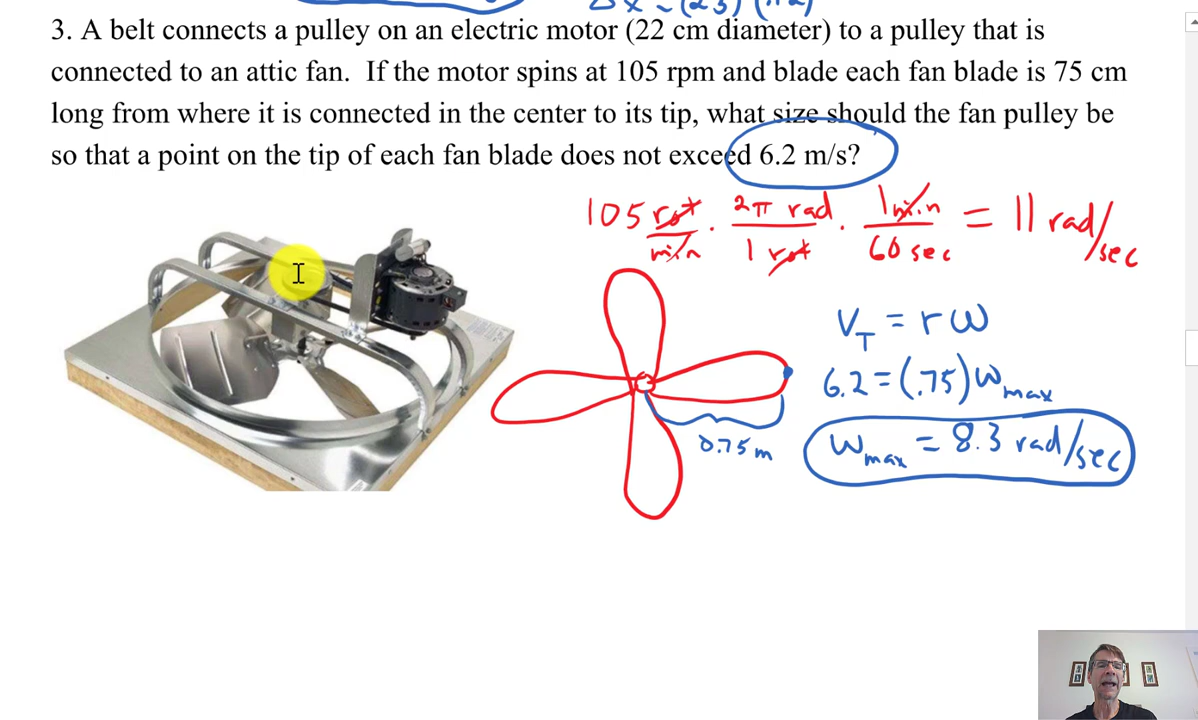 3. A belt connects a pulley on an electric motor (22 cm diameter) to a pulley that is
connected to an attic fan. If the motor spins at 105 rpm and blade each fan blade is 75 cm
long from where it is connected in the center to its tip, what size should the fan pulley be
so that a point on the tip of each fan blade does not exceed 6.2 m/s?
105 rot/min · 2π rad/1 rot · 1 min/60 sec = 11 rad/sec
V_T = rω
6.2 = (.75)ω_max
0.75 m
ω_max = 8.3 rad/sec